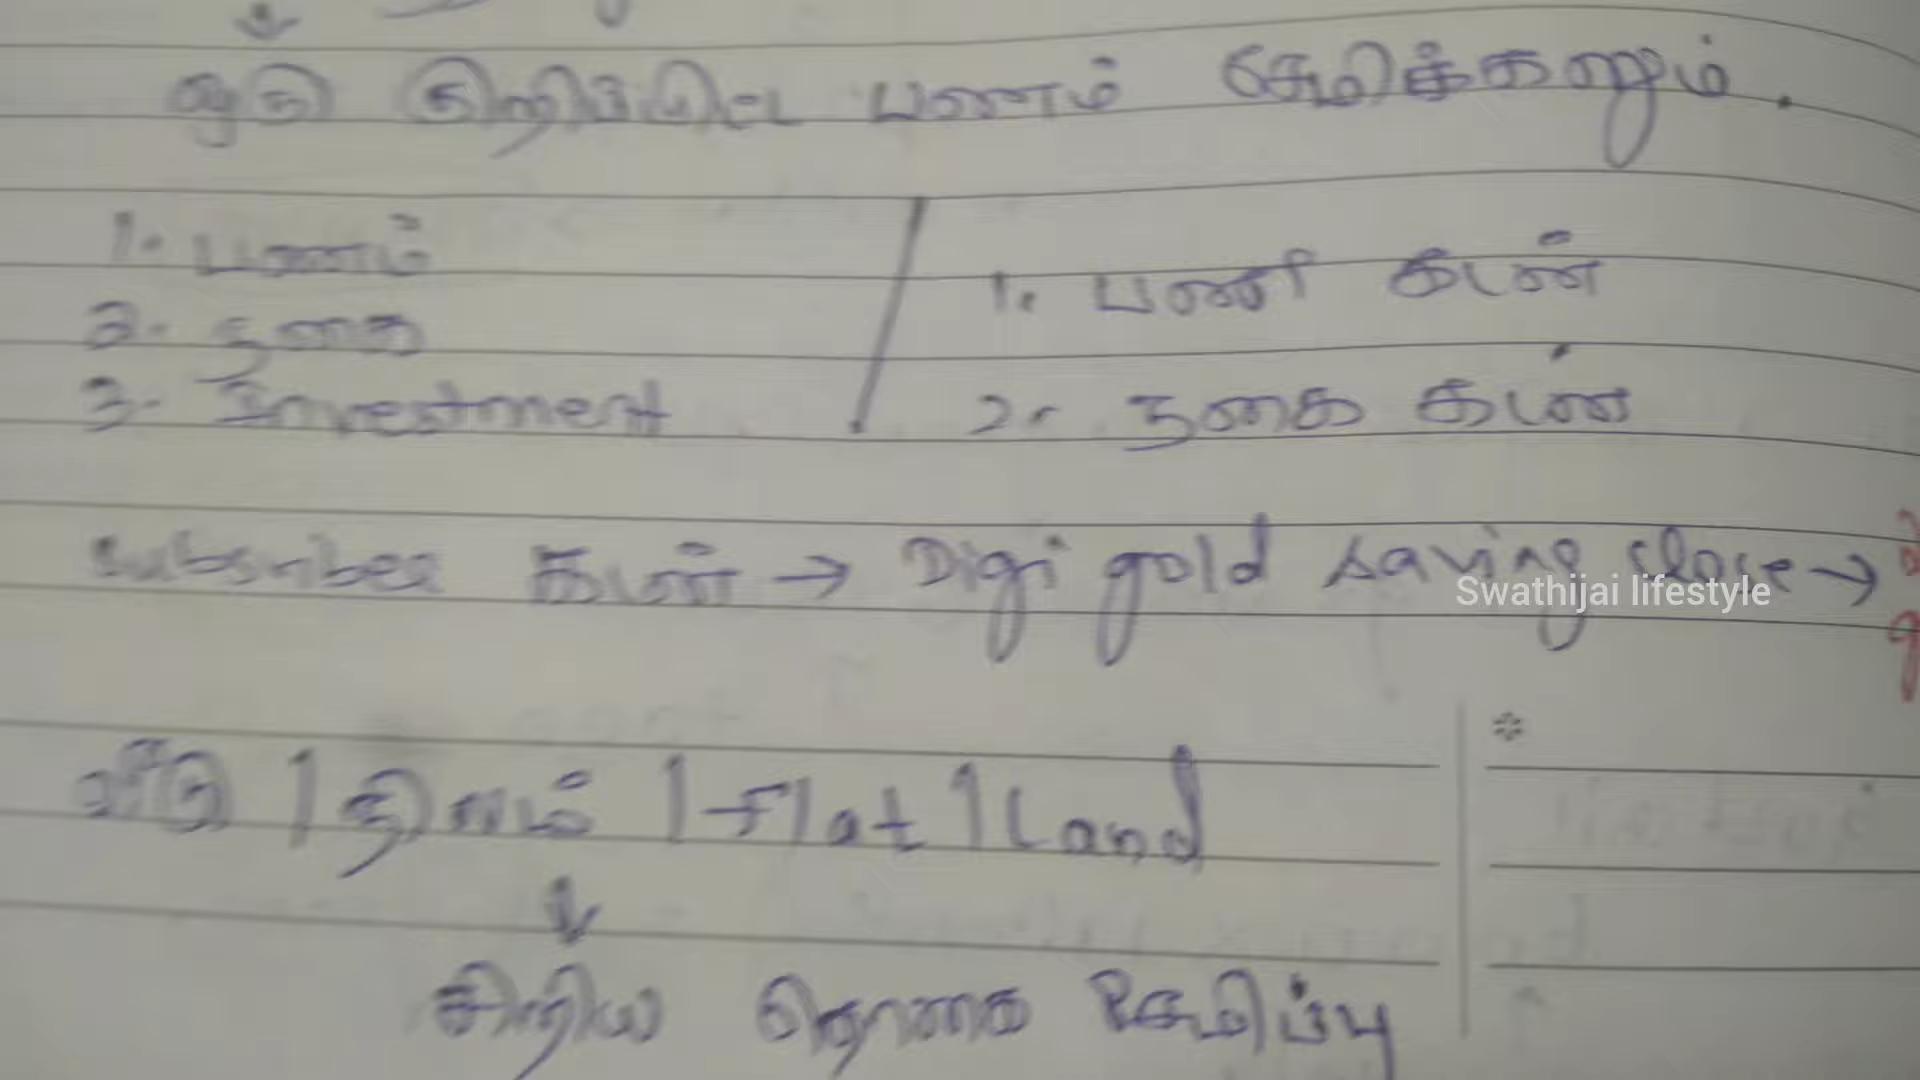 ஒரு குறிப்பிட்ட பணம் சேமிக்கணும்.
1. பணம்
2. நகை
3. Investment
1. பணி கடன்
2. நகை கடன்
Subscriber கடன் → Digi gold saving close →
Swathijai lifestyle
வீடு | நிலம் | Flat | Land
*
சிறிய தொகை சேமிப்பு